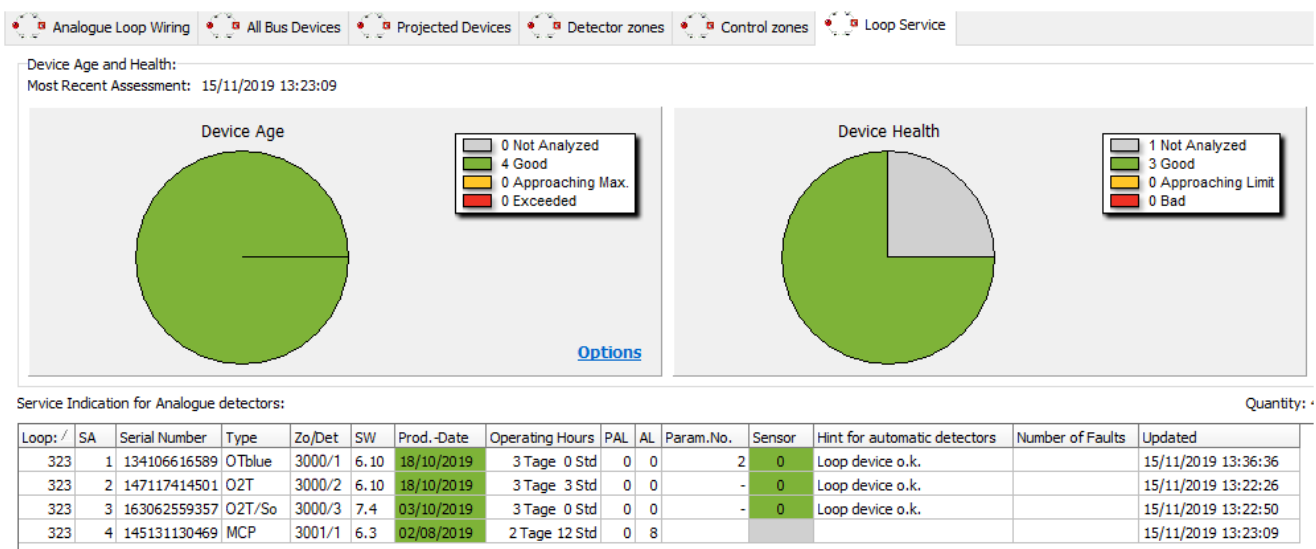 Analogue Loop Wiring All Bus Devices Projected Devices Detector zones Control zones Loop Service
Device Age and Health:
Most Recent Assessment: 15/11/2019 13:23:09
Device Age
0 Not Analyzed
4 Good
0 Approaching Max.
0 Exceeded
Options
Device Health
1 Not Analyzed
3 Good
0 Approaching Limit
0 Bad
Service Indication for Analogue detectors: Quantity:
Loop: / SA Serial Number Type Zo/Det SW Prod.-Date Operating Hours PAL AL Param.No. Sensor Hint for automatic detectors Number of Faults Updated
323 1 134106616589 OTblue 3000/1 6.10 18/10/2019 3 Tage 0 Std 0 0 2 0 Loop device o.k. 15/11/2019 13:36:36
323 2 147117414501 O2T 3000/2 6.10 18/10/2019 3 Tage 3 Std 0 0 - 0 Loop device o.k. 15/11/2019 13:22:26
323 3 163062559357 O2T/So 3000/3 7.4 03/10/2019 3 Tage 0 Std 0 0 - 0 Loop device o.k. 15/11/2019 13:22:50
323 4 145131130469 MCP 3001/1 6.3 02/08/2019 2 Tage 12 Std 0 8 15/11/2019 13:23:09